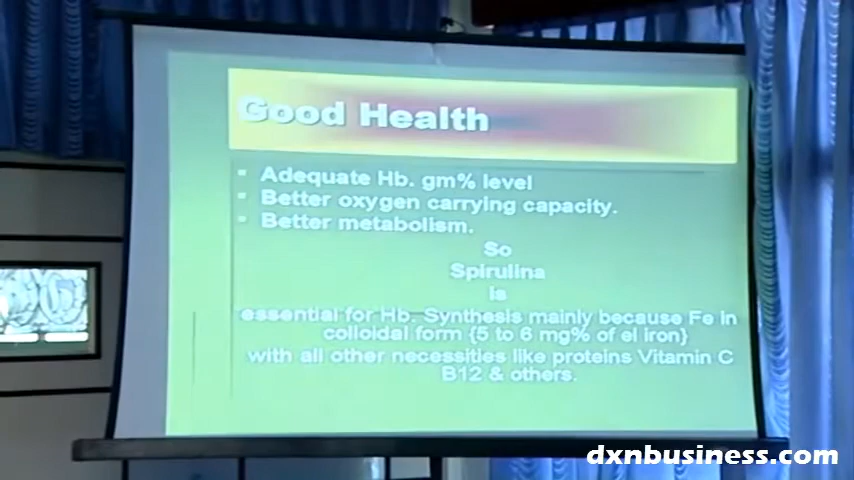 Good Health
Adequate Hb. gm% level
Better oxygen carrying capacity.
Better metabolism.
So
Spirulina
is
essential for Hb. Synthesis mainly because Fe in
colloidal form {5 to 6 mg% of el iron}
with all other necessities like proteins Vitamin C
B12 & others.
dxnbusiness.com